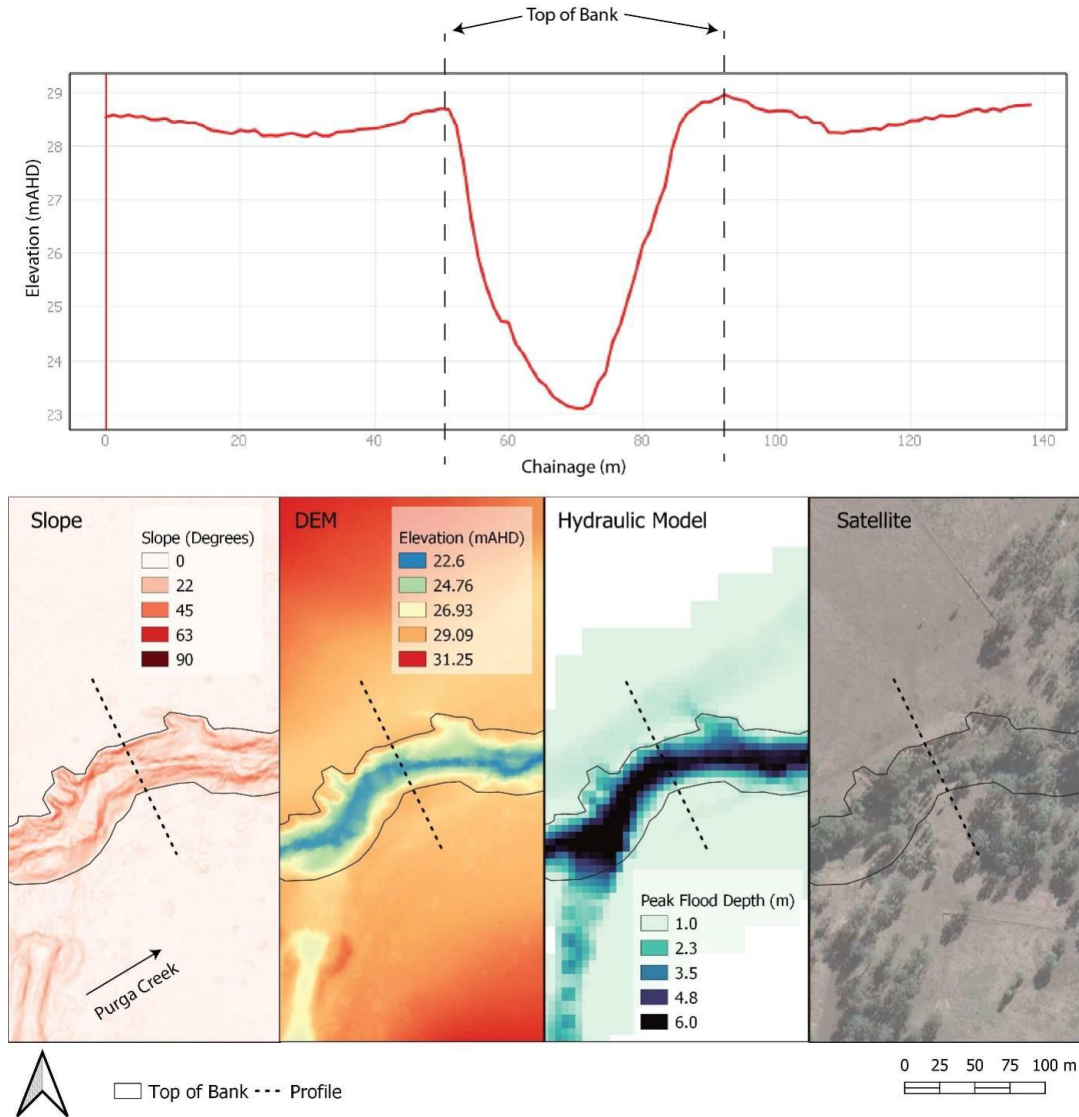 Top of Bank
29
28
27
26
25
24
23
Elevation (mAHD)
0 20 40 60 80 100 120 140
Chainage (m)
Slope
Slope (Degrees)
0
22
45
63
90
Purga Creek
DEM
Elevation (mAHD)
22.6
24.76
26.93
29.09
31.25
Hydraulic Model
Peak Flood Depth (m)
1.0
2.3
3.5
4.8
6.0
Satellite
Top of Bank Profile
0 25 50 75 100 m